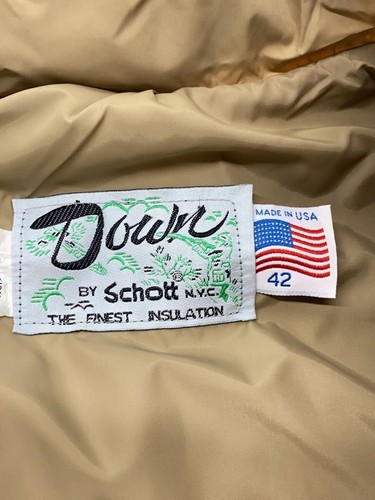 Down
BY Schott N.Y.C.
THE FINEST INSULATION
MADE IN USA
42